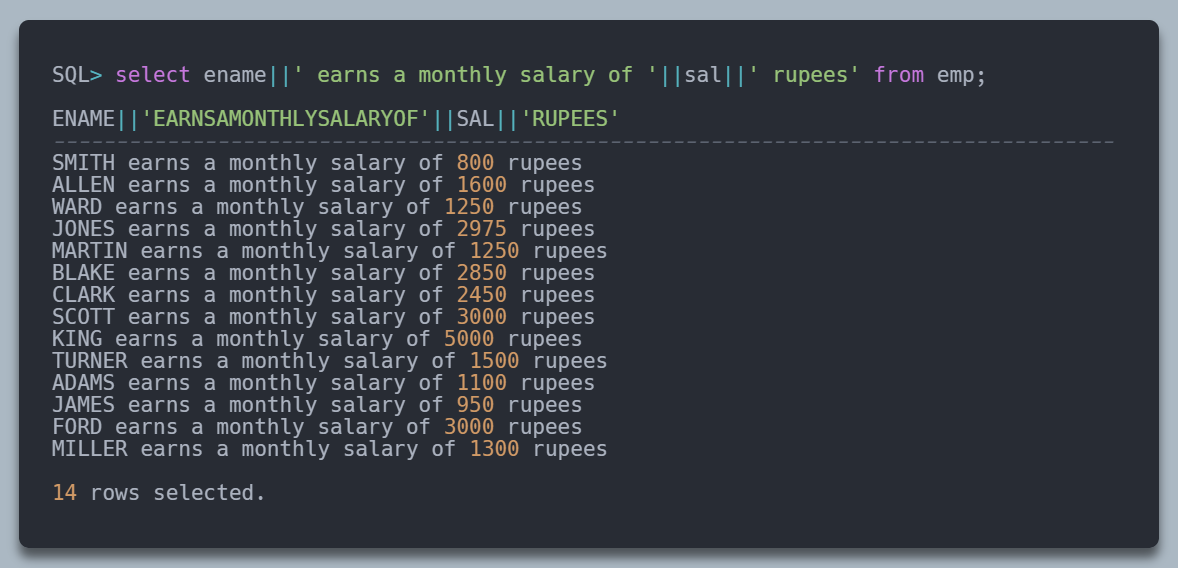 SQL> select ename||' earns a monthly salary of '||sal||' rupees' from emp;
ENAME||'EARNSAMONTHLYSALARYOF'||SAL||'RUPEES'
------------------------------------------------------------------------------------
SMITH earns a monthly salary of 800 rupees
ALLEN earns a monthly salary of 1600 rupees
WARD earns a monthly salary of 1250 rupees
JONES earns a monthly salary of 2975 rupees
MARTIN earns a monthly salary of 1250 rupees
BLAKE earns a monthly salary of 2850 rupees
CLARK earns a monthly salary of 2450 rupees
SCOTT earns a monthly salary of 3000 rupees
KING earns a monthly salary of 5000 rupees
TURNER earns a monthly salary of 1500 rupees
ADAMS earns a monthly salary of 1100 rupees
JAMES earns a monthly salary of 950 rupees
FORD earns a monthly salary of 3000 rupees
MILLER earns a monthly salary of 1300 rupees
14 rows selected.